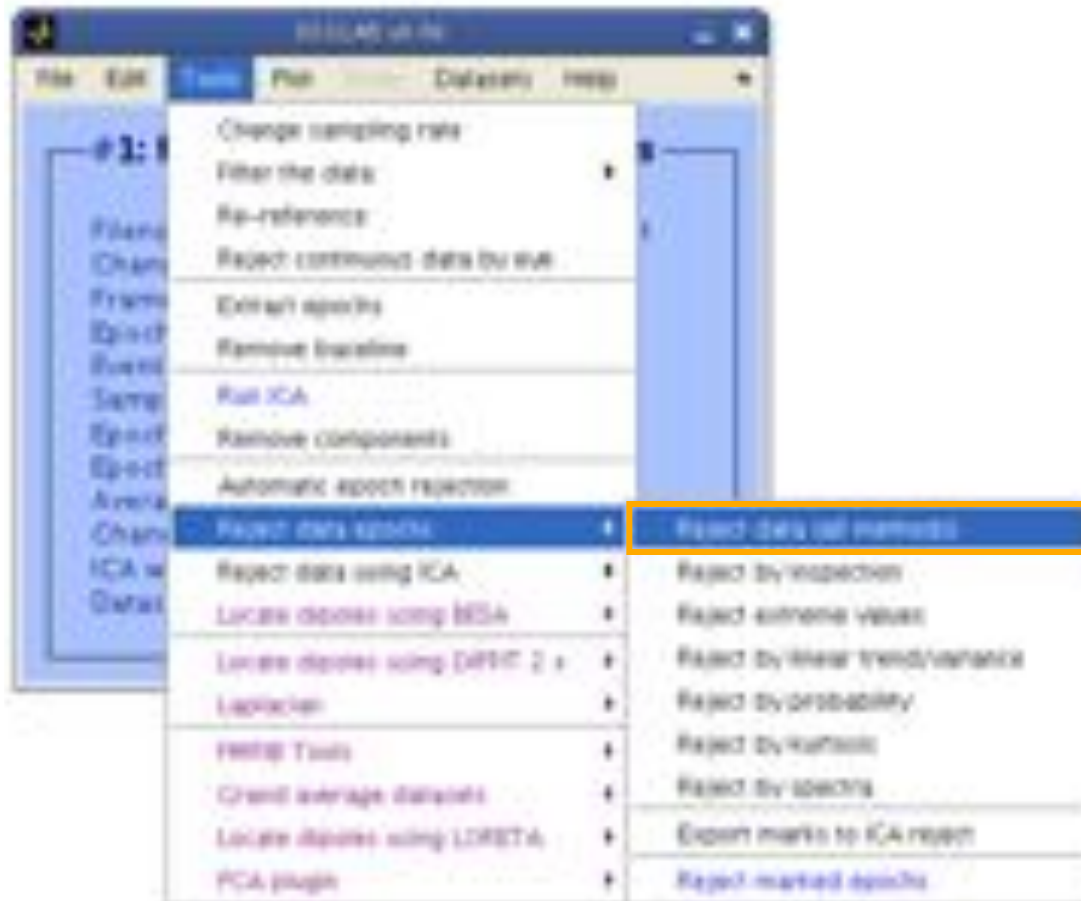 File Edit Tools Plot Datasets Help
#1:
Change sampling rate
Filter the data
Re-reference
Reject continuous data by eye
Extract epochs
Remove baseline
Run ICA
Remove components
Automatic epoch rejection
Reject data epochs
Reject data using ICA
Locate dipoles using BESA
Locate dipoles using DIPFIT 2.x
Laplacian
Tools
Grand average datasets
Locate dipoles using LORETA
PCA plugin
Reject data (all methods)
Reject by inspection
Reject extreme values
Reject by linear trend/variance
Reject by probability
Reject by kurtosis
Reject by spectra
Export marks to ICA reject
Reject marked epochs